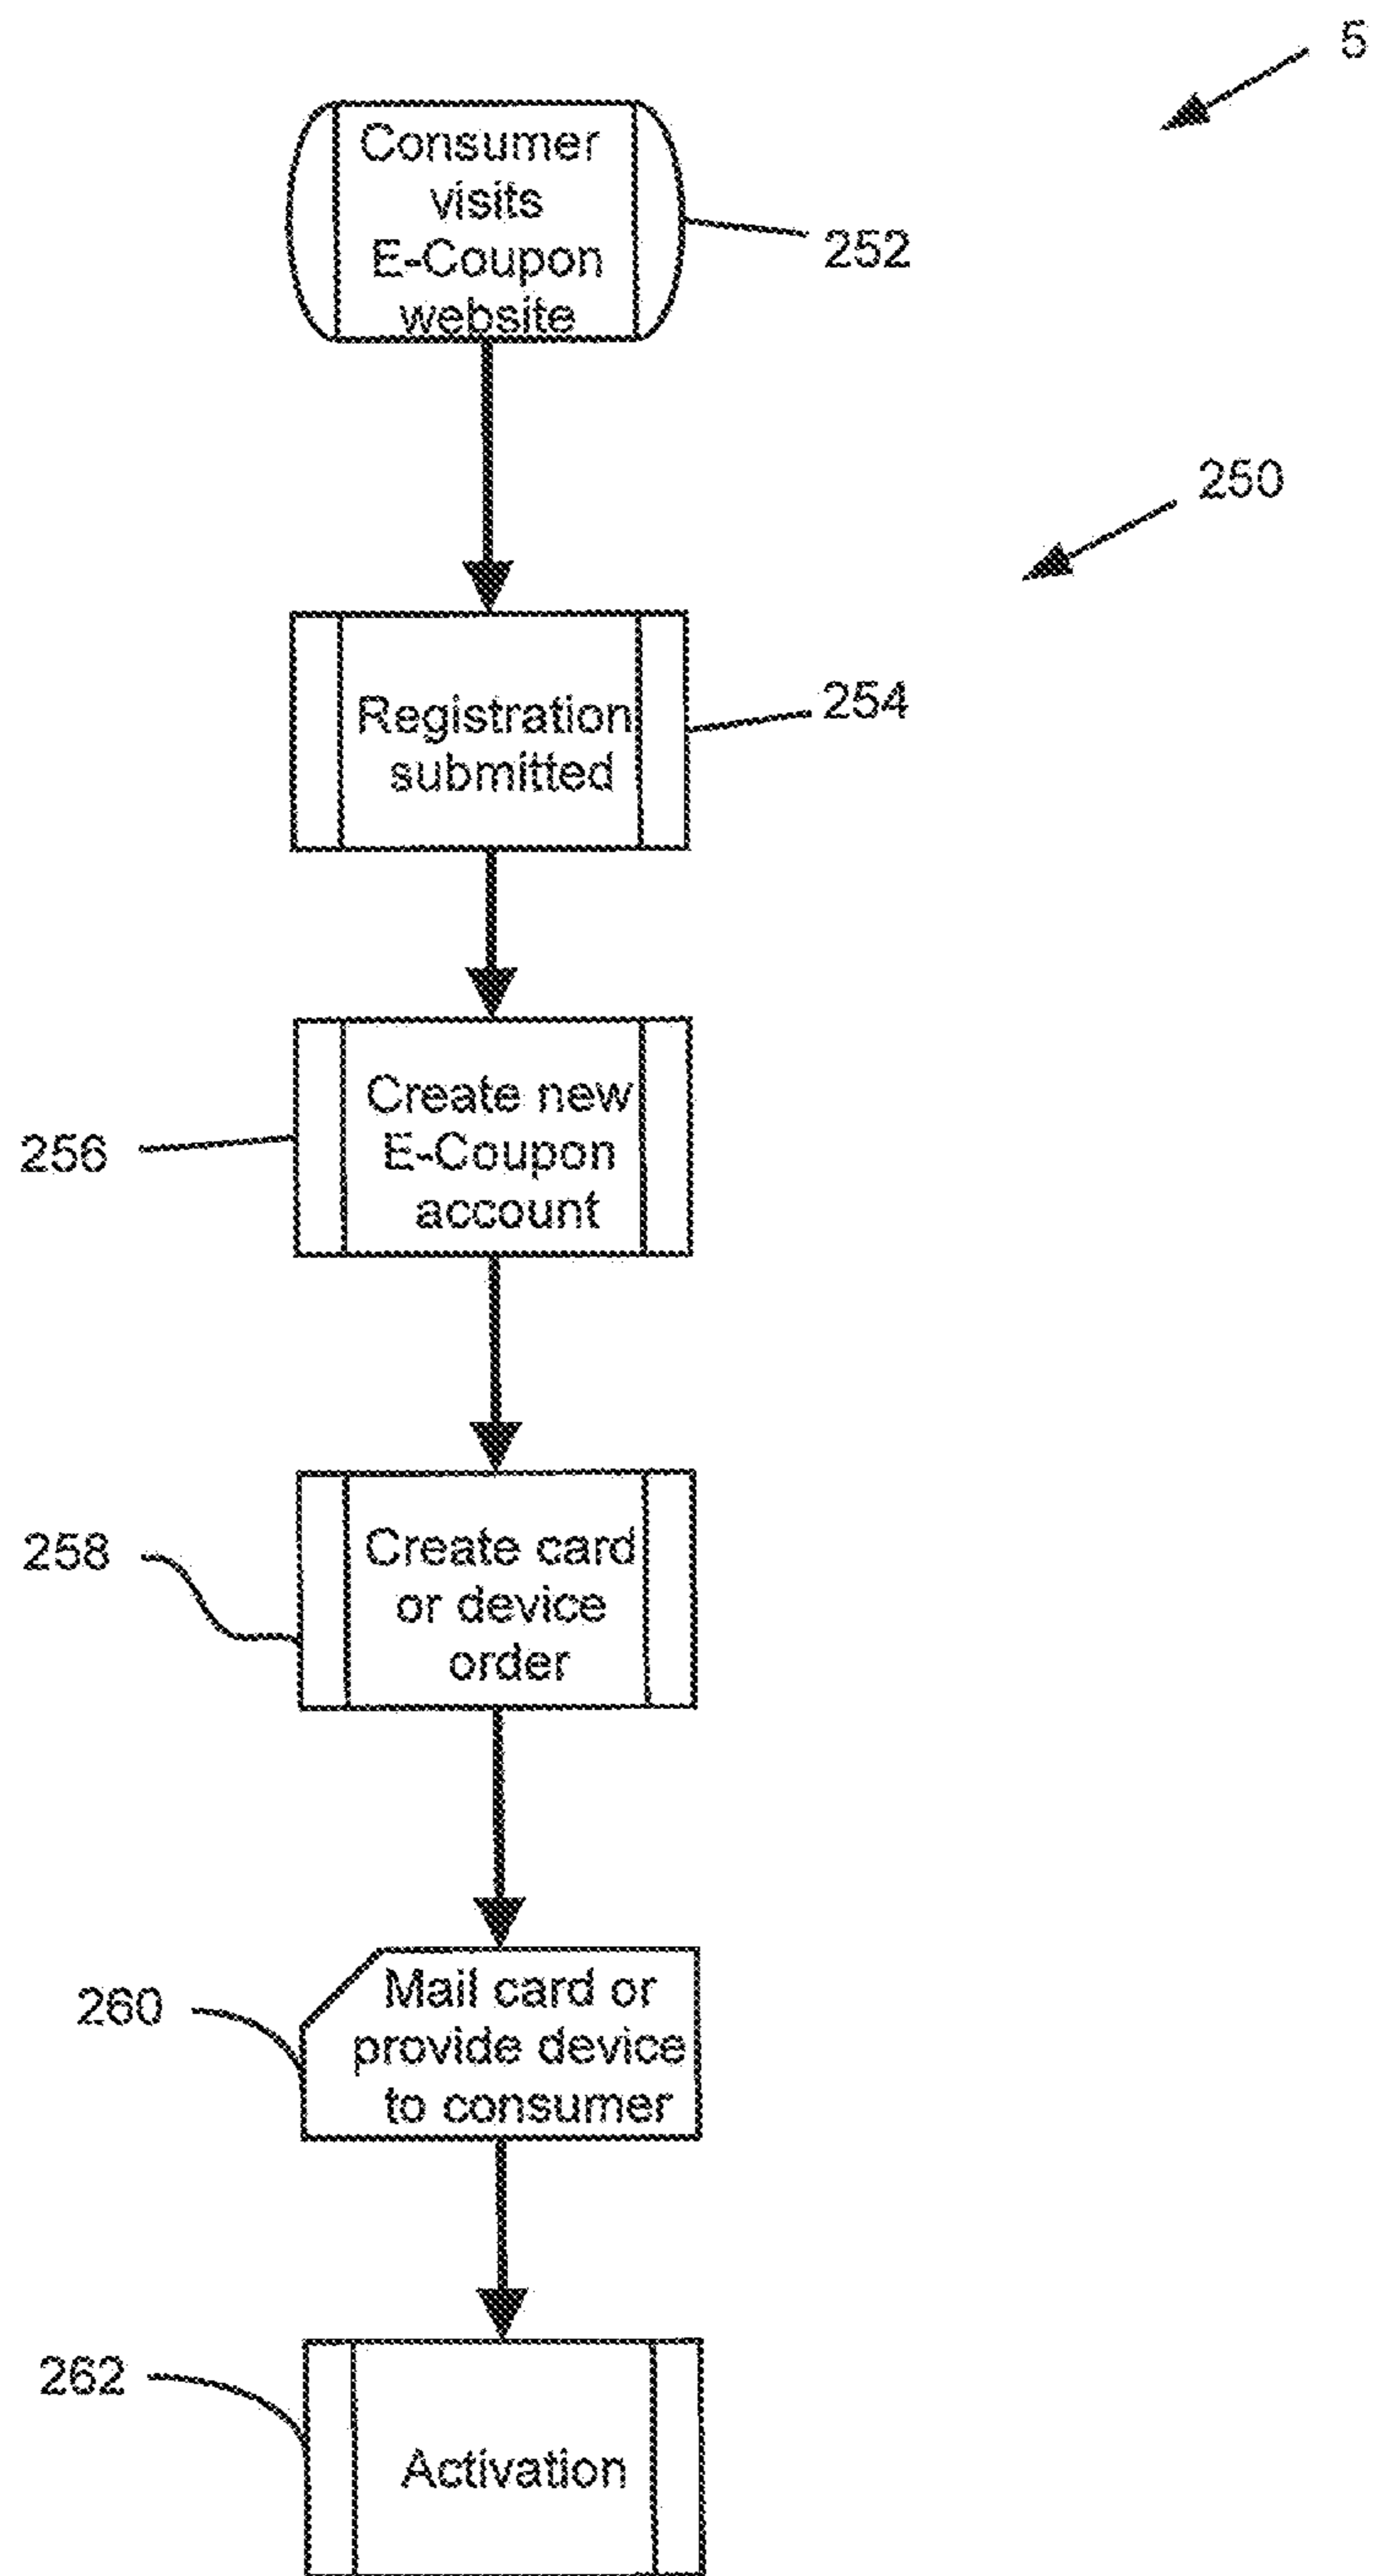 5
Consumer
visits
E-Coupon
website
252
250
Registration
submitted
254
Create new
E-Coupon
account
256
Create card
or device
order
258
Mail card or
provide device
to consumer
260
Activation
262